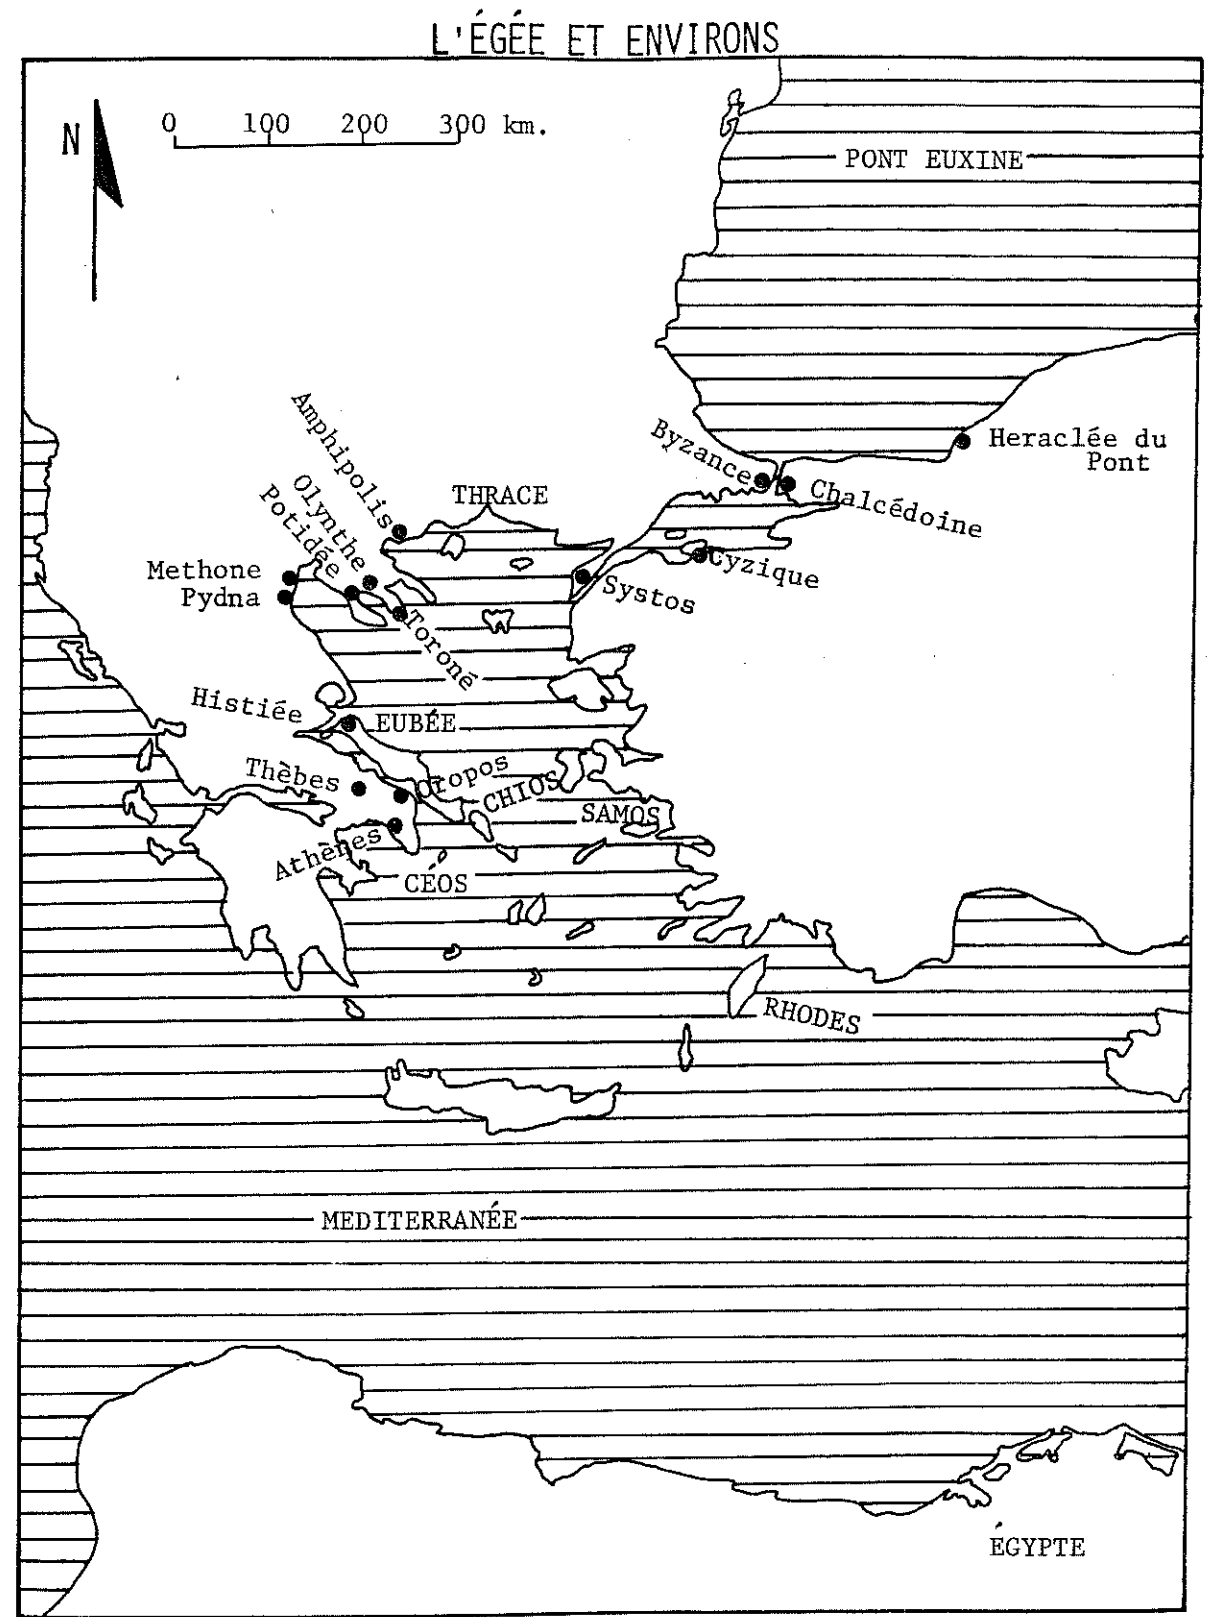 L'ÉGÉE ET ENVIRONS
N
0 100 200 300 km.
PONT EUXINE
Amphipolis
Byzance
Heraclée du
Pont
Olynthe
THRACE
Potidée
Chalcédoine
Methone
Cyzique
Pydna
Systos
Toroné
Histiée
EUBÉE
Thèbes
Oropos
CHIOS
SAMOS
Athènes
CÉOS
RHODES
MEDITERRANÉE
ÉGYPTE